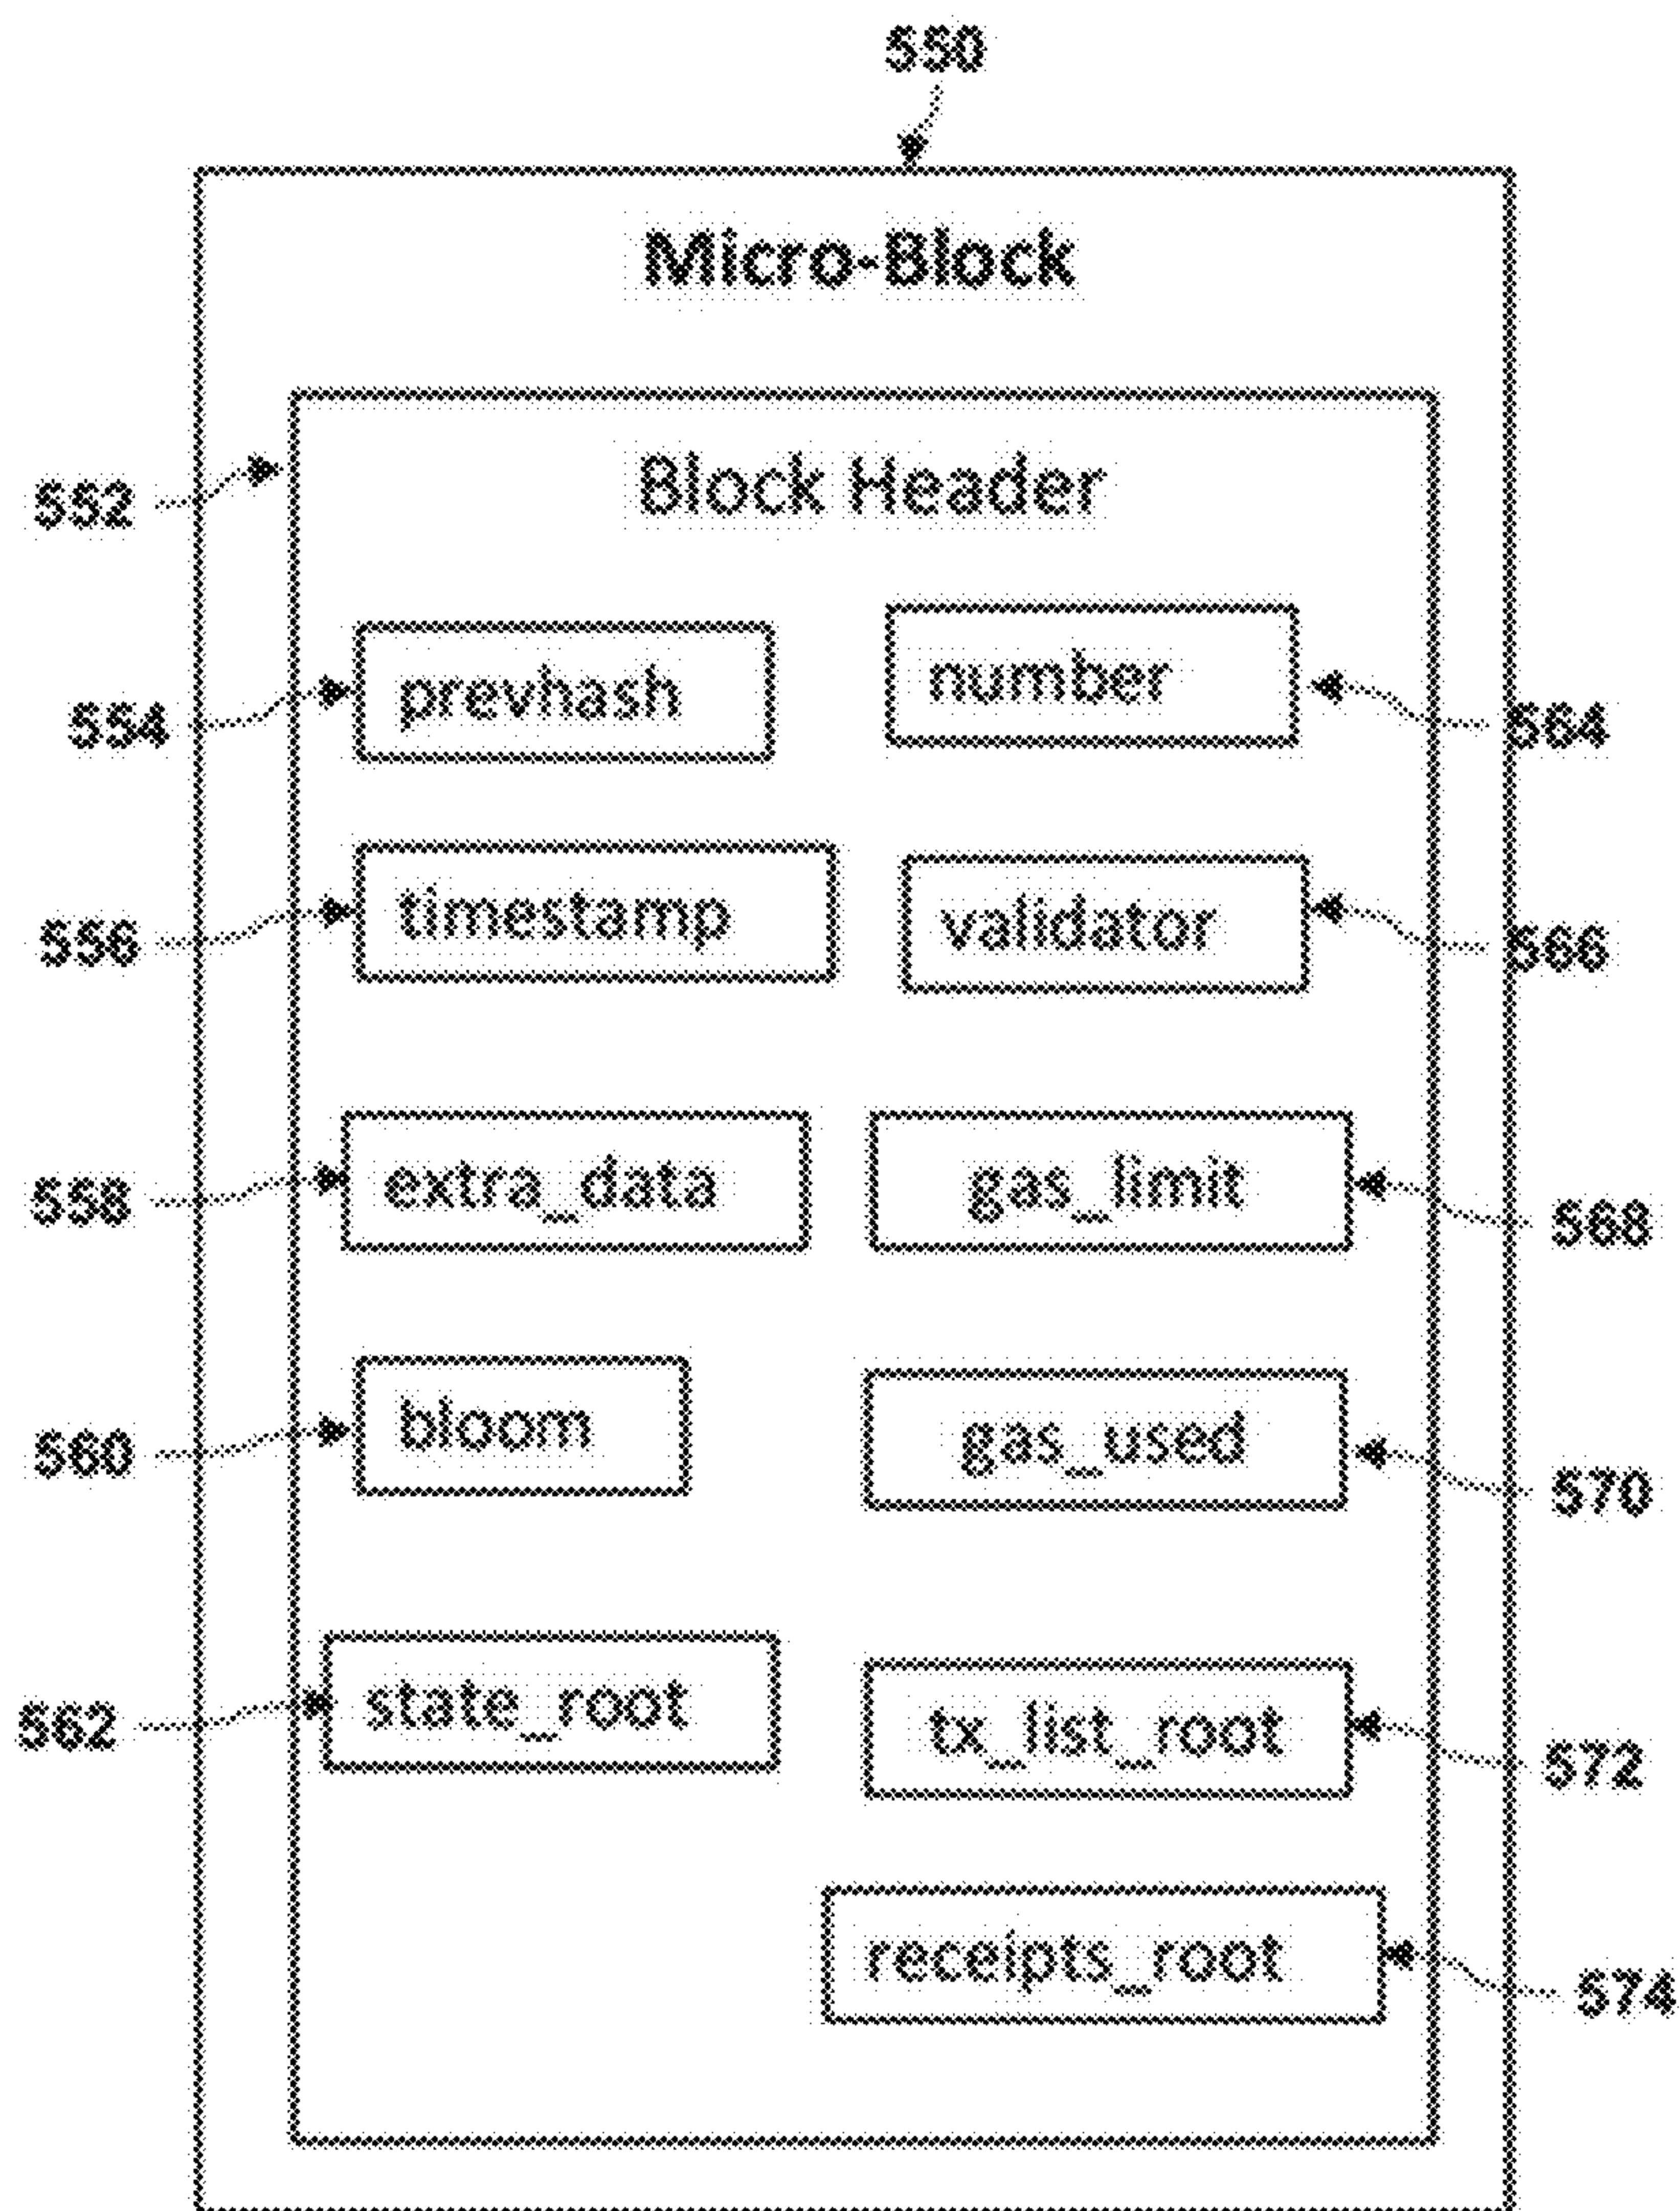 550
Micro-Block
552
Block Header
554
prevhash
number
564
556
timestamp
validator
566
558
extra_data
gas_limit
568
560
bloom
gas_used
570
562
state_root
tx_list_root
572
receipts_root
574